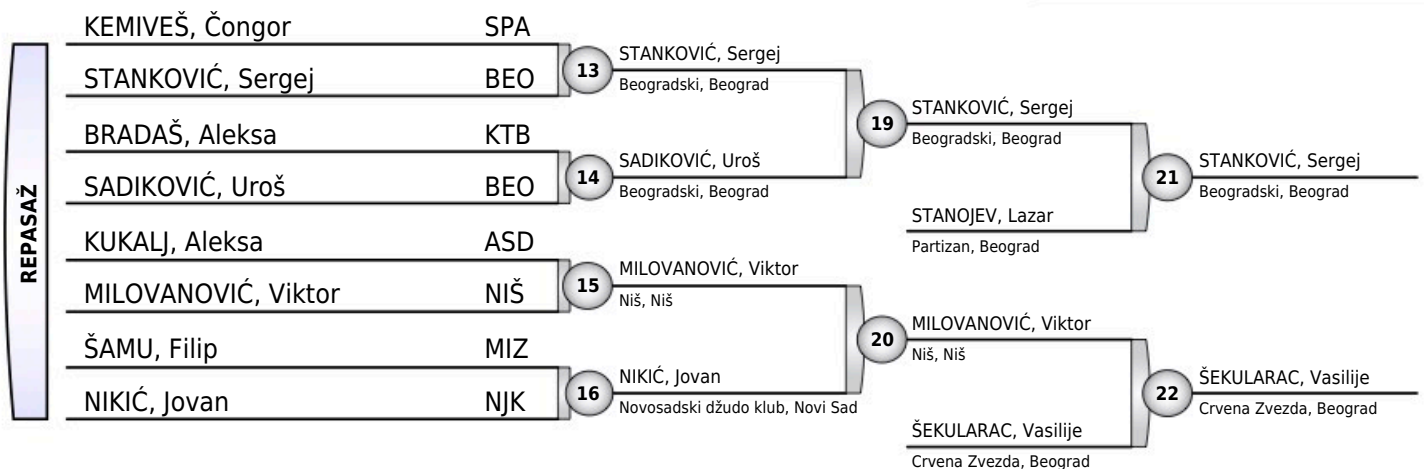 REPASAŽ
KEMIVEŠ, Čongor SPA
STANKOVIĆ, Sergej BEO
BRADAŠ, Aleksa KTB
SADIKOVIĆ, Uroš BEO
KUKALJ, Aleksa ASD
MILOVANOVIĆ, Viktor NIŠ
ŠAMU, Filip MIZ
NIKIĆ, Jovan NJK
13
STANKOVIĆ, Sergej
Beogradski, Beograd
14
SADIKOVIĆ, Uroš
Beogradski, Beograd
15
MILOVANOVIĆ, Viktor
Niš, Niš
16
NIKIĆ, Jovan
Novosadski džudo klub, Novi Sad
19
STANKOVIĆ, Sergej
Beogradski, Beograd
STANOJEV, Lazar
Partizan, Beograd
20
MILOVANOVIĆ, Viktor
Niš, Niš
ŠEKULARAC, Vasilije
Crvena Zvezda, Beograd
21
STANKOVIĆ, Sergej
Beogradski, Beograd
22
ŠEKULARAC, Vasilije
Crvena Zvezda, Beograd